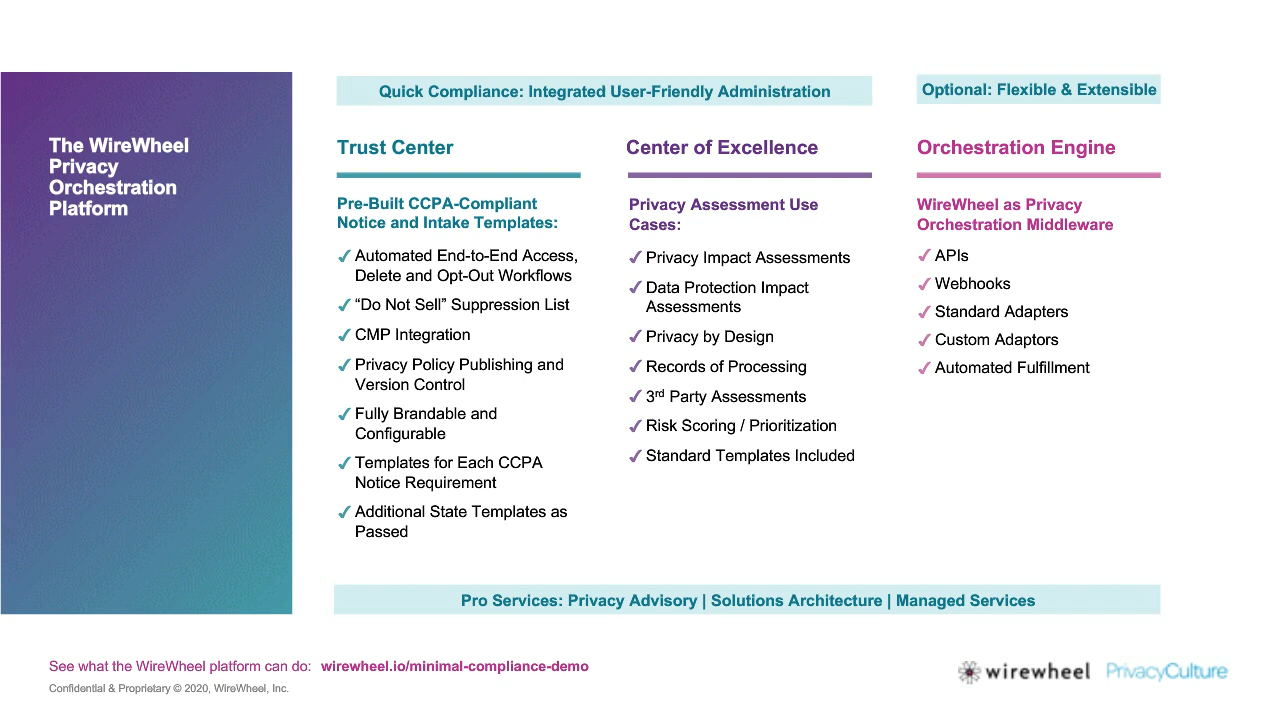 The WireWheel
Privacy
Orchestration
Platform
Quick Compliance: Integrated User-Friendly Administration
Optional: Flexible & Extensible
Trust Center
Pre-Built CCPA-Compliant
Notice and Intake Templates:
✓ Automated End-to-End Access,
Delete and Opt-Out Workflows
✓ “Do Not Sell” Suppression List
✓ CMP Integration
✓ Privacy Policy Publishing and
Version Control
✓ Fully Brandable and
Configurable
✓ Templates for Each CCPA
Notice Requirement
✓ Additional State Templates as
Passed
Center of Excellence
Privacy Assessment Use
Cases:
✓ Privacy Impact Assessments
✓ Data Protection Impact
Assessments
✓ Privacy by Design
✓ Records of Processing
✓ 3rd Party Assessments
✓ Risk Scoring / Prioritization
✓ Standard Templates Included
Orchestration Engine
WireWheel as Privacy
Orchestration Middleware
✓ APIs
✓ Webhooks
✓ Standard Adapters
✓ Custom Adaptors
✓ Automated Fulfillment
Pro Services: Privacy Advisory | Solutions Architecture | Managed Services
See what the WireWheel platform can do: wirewheel.io/minimal-compliance-demo
Confidential & Proprietary © 2020, WireWheel, Inc.
wirewheel PrivacyCulture